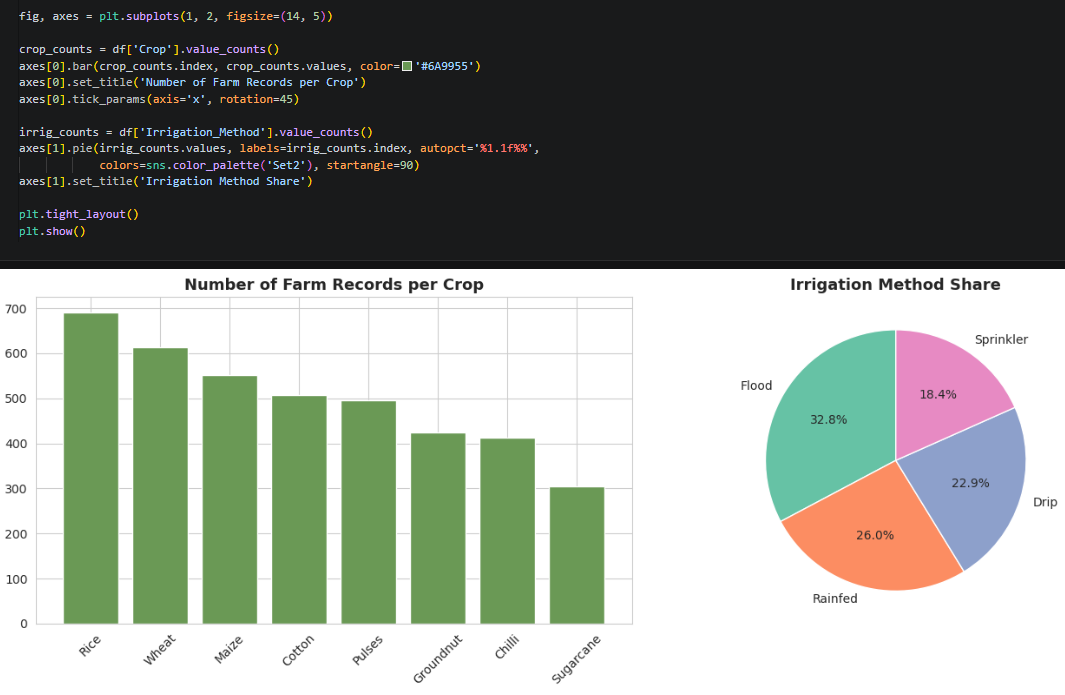 fig, axes = plt.subplots(1, 2, figsize=(14, 5))
crop_counts = df['Crop'].value_counts()
axes[0].bar(crop_counts.index, crop_counts.values, color='#6A9955')
axes[0].set_title('Number of Farm Records per Crop')
axes[0].tick_params(axis='x', rotation=45)
irrig_counts = df['Irrigation_Method'].value_counts()
axes[1].pie(irrig_counts.values, labels=irrig_counts.index, autopct='%1.1f%%',
colors=sns.color_palette('Set2'), startangle=90)
axes[1].set_title('Irrigation Method Share')
plt.tight_layout()
plt.show()
Number of Farm Records per Crop
700
600
500
400
300
200
100
0
Rice
Wheat
Maize
Cotton
Pulses
Groundnut
Chilli
Sugarcane
Irrigation Method Share
Sprinkler
Flood
18.4%
32.8%
22.9%
Drip
26.0%
Rainfed